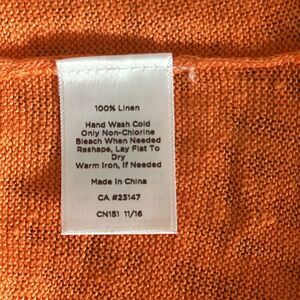 100% Linen
Hand Wash Cold
Only Non-Chlorine
Bleach When Needed
Reshape, Lay Flat To
Dry
Warm Iron, If Needed
Made in China
CA #23147
CN151 11/16